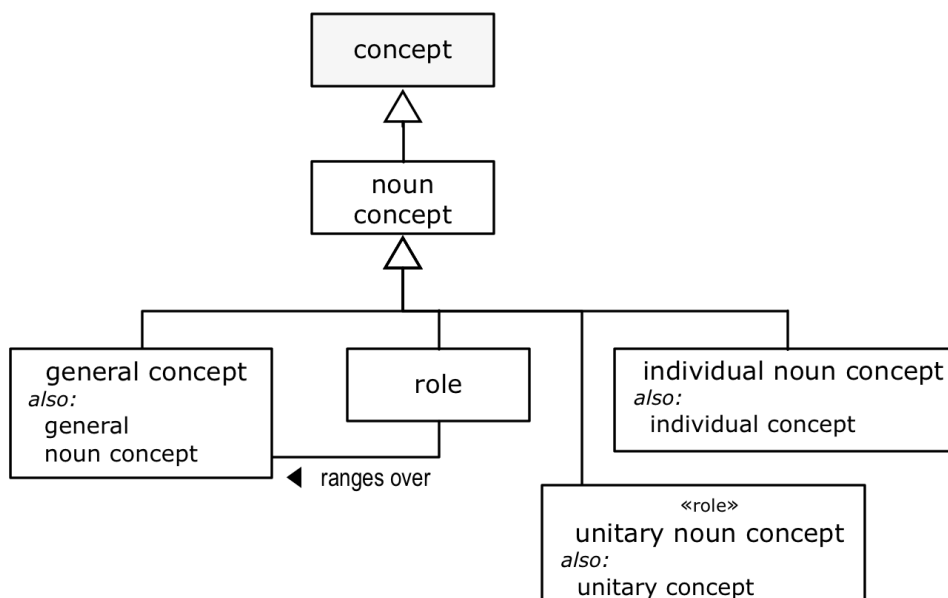 concept
noun
concept
general concept
also:
general
noun concept
role
individual noun concept
also:
individual concept
◀ ranges over
«role»
unitary noun concept
also:
unitary concept